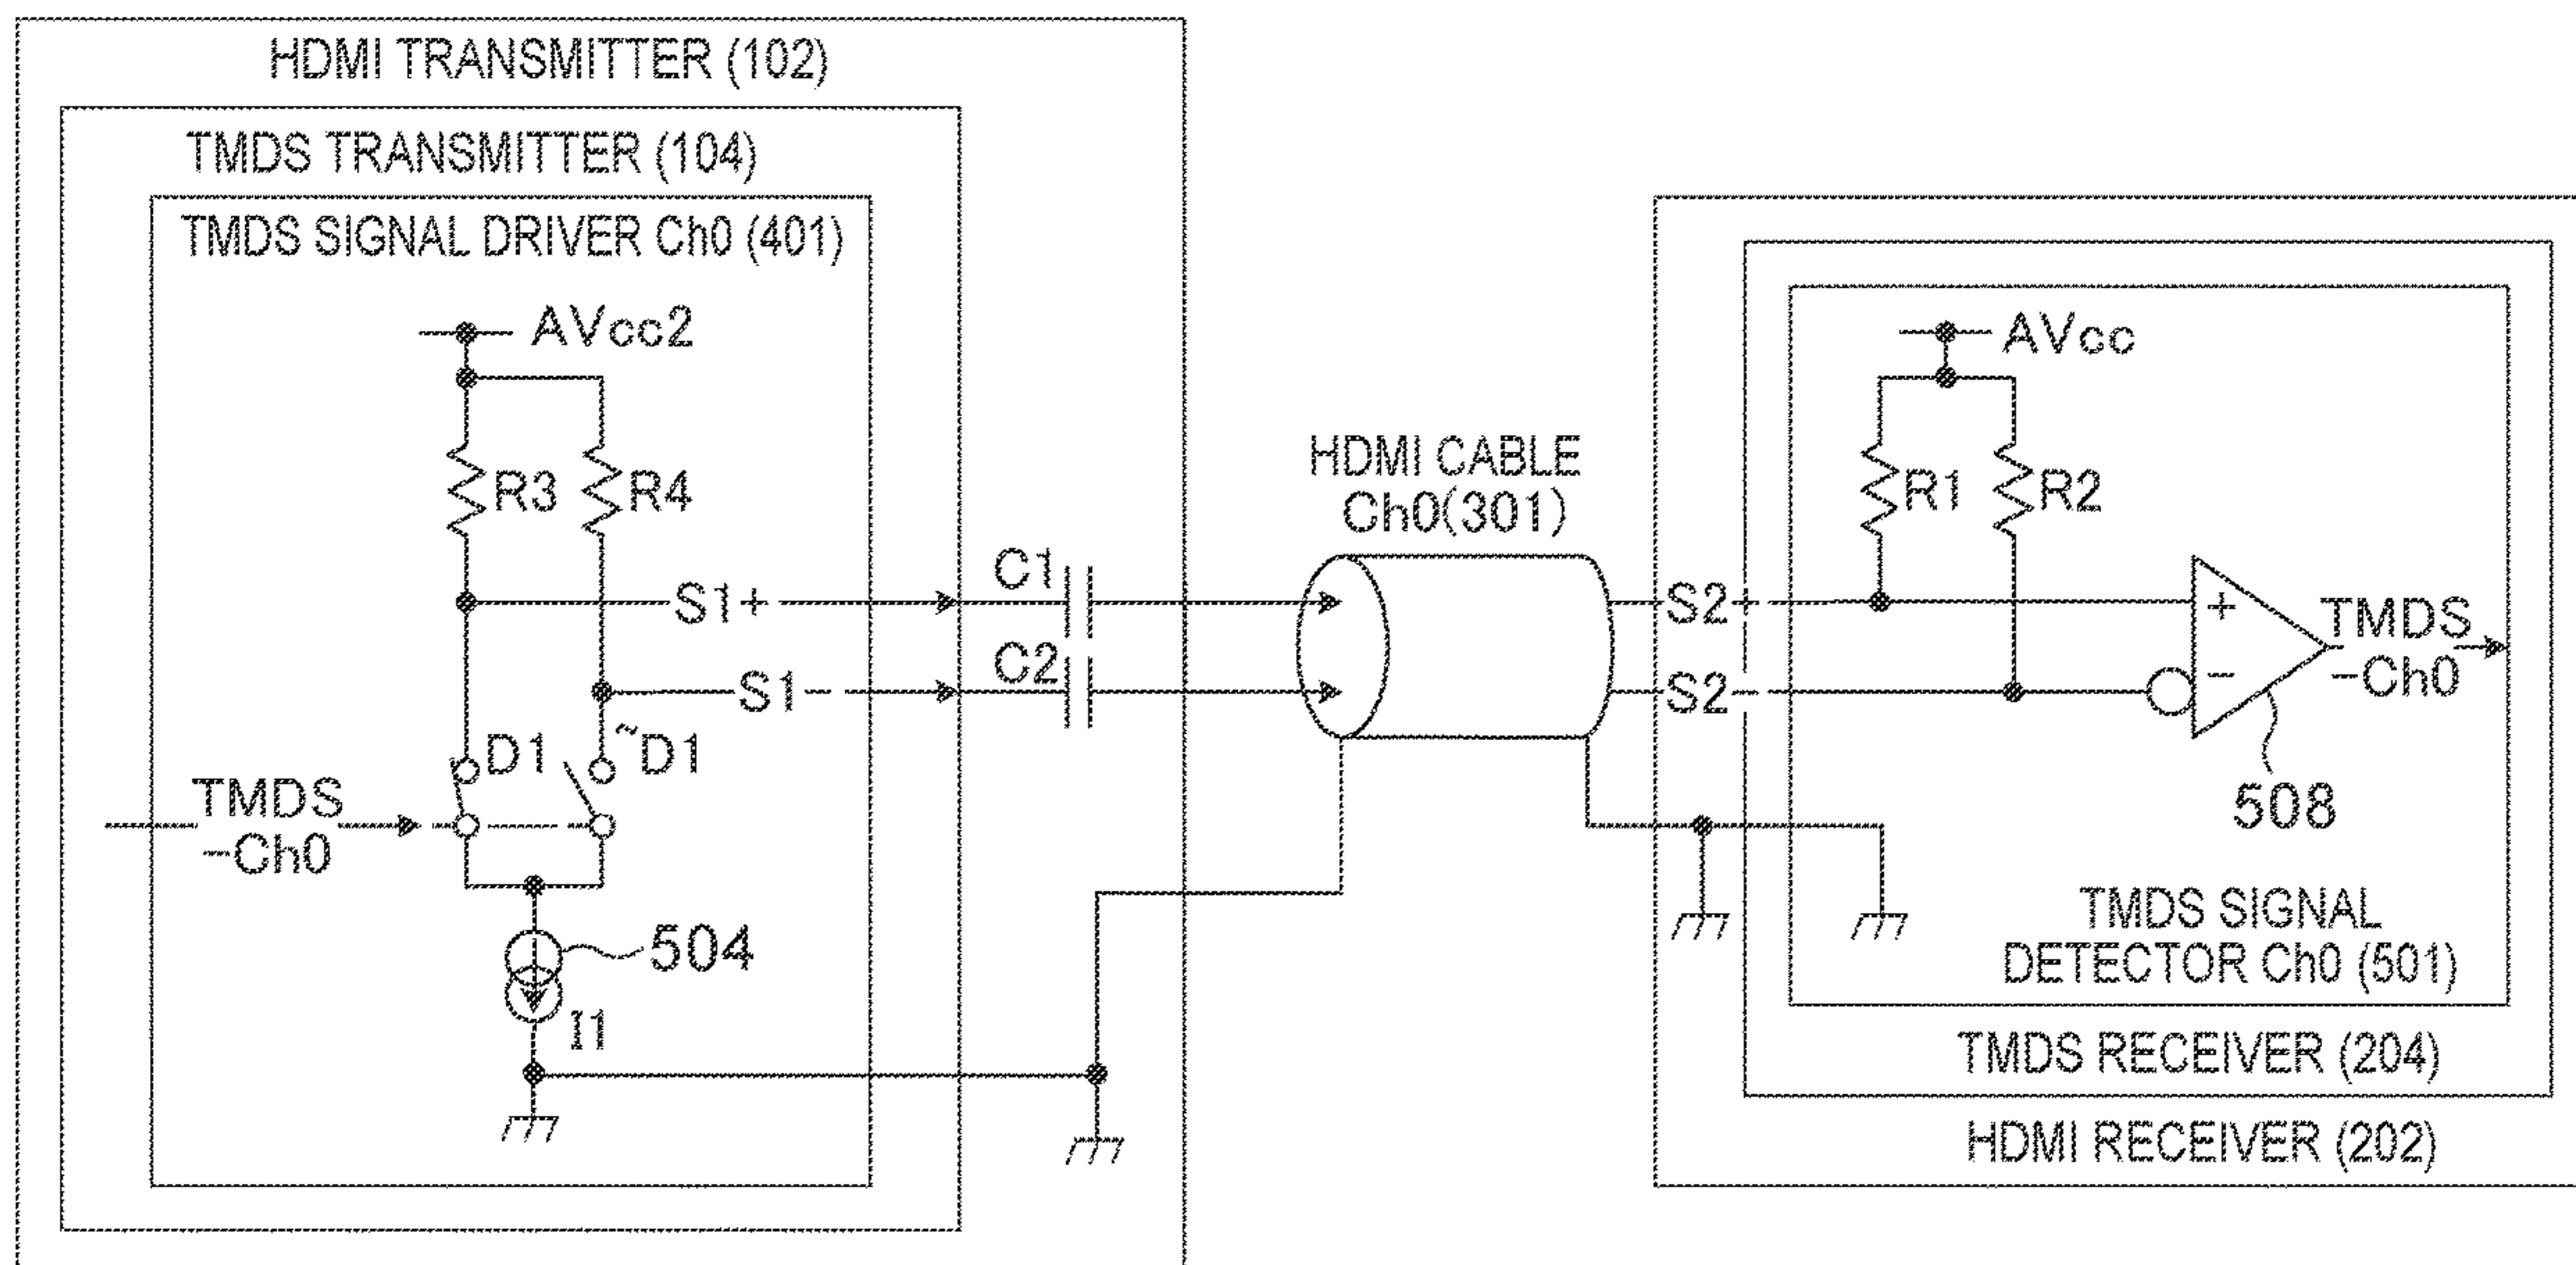 HDMI TRANSMITTER (102)
TMDS TRANSMITTER (104)
TMDS SIGNAL DRIVER Ch0 (401)
AVcc2
R3
R4
S1+
S1-
C1
C2
D1
~D1
TMDS
-Ch0
504
I1
HDMI CABLE
Ch0(301)
S2-
S2-
AVcc
R1
R2
+
-
TMDS
-Ch0
508
TMDS SIGNAL
DETECTOR Ch0 (501)
TMDS RECEIVER (204)
HDMI RECEIVER (202)